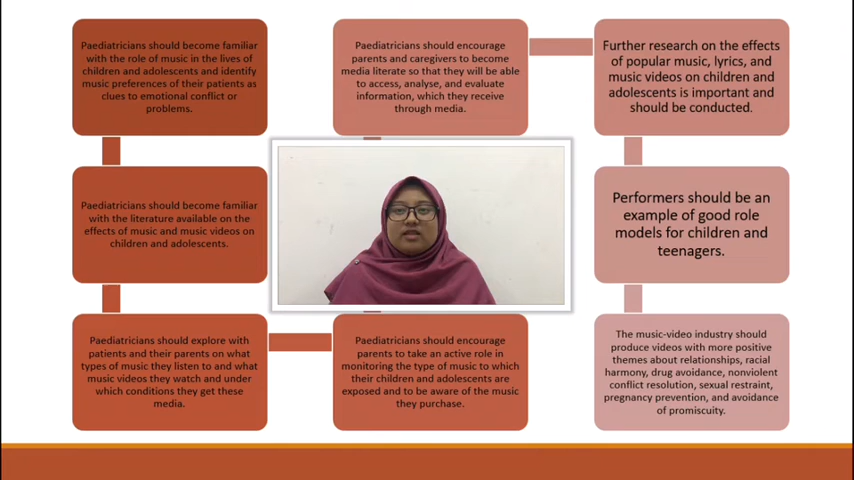 Paediatricians should become familiar
with the role of music in the lives of
children and adolescents and identify
music preferences of their patients as
clues to emotional conflict or
problems.
Paediatricians should become familiar
with the literature available on the
effects of music and music videos on
children and adolescents.
Paediatricians should explore with
patients and their parents on what
types of music they listen to and what
music videos they watch and under
which conditions they get these
media.
Paediatricians should encourage
parents to take an active role in
monitoring the type of music to which
their children and adolescents are
exposed and to be aware of the music
they purchase.
Paediatricians should encourage
parents and caregivers to become
media literate so that they will be able
to access, analyse, and evaluate
information, which they receive
through media.
Further research on the effects
of popular music, lyrics, and
music videos on children and
adolescents is important and
should be conducted.
Performers should be an
example of good role
models for children and
teenagers.
The music-video industry should
produce videos with more positive
themes about relationships, racial
harmony, drug avoidance, nonviolent
conflict resolution, sexual restraint,
pregnancy prevention, and avoidance
of promiscuity.